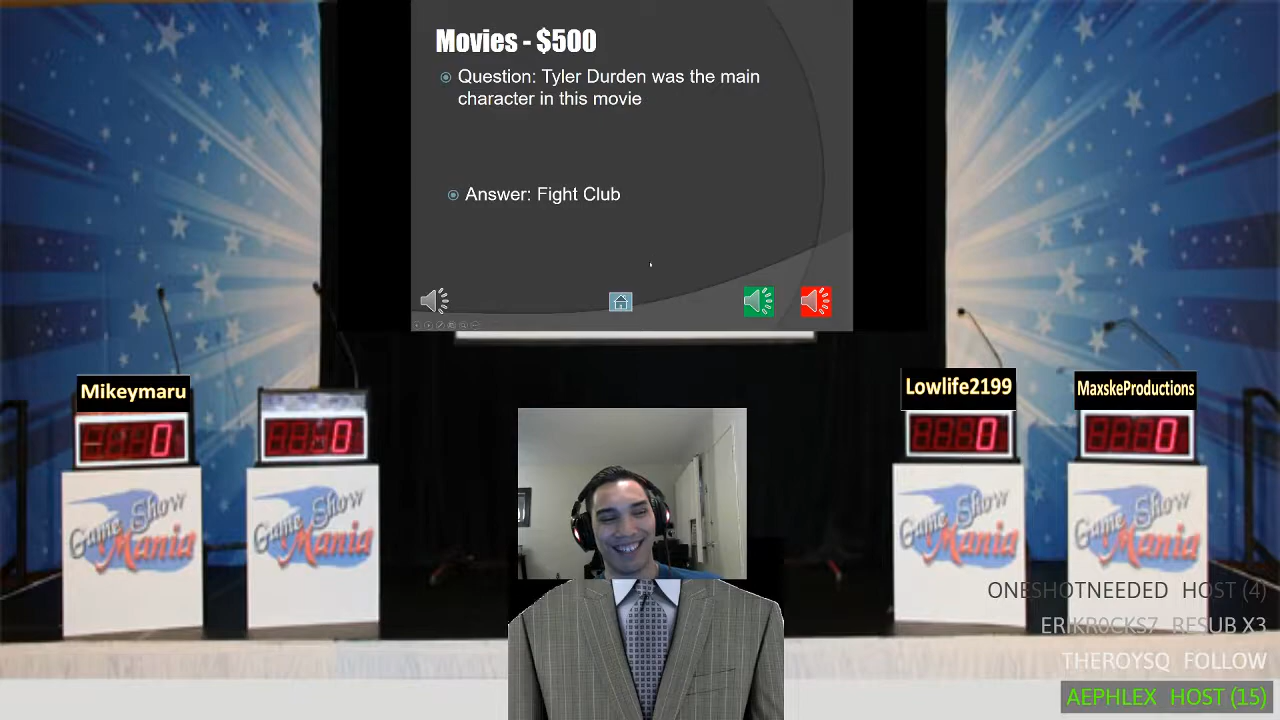 Movies - $500
Question: Tyler Durden was the main
character in this movie
Answer: Fight Club
Mikeymaru
Lowlife2199
MaxskeProductions
0
0
0
0
Game Show
Mania
Game Show
Mania
Game Show
Mania
Game Show
Mania
ONESHOTNEEDED HOST (4)
ERIKR0CKS7 RESUB X3
THEROYSQ FOLLOW
AEPHLEX HOST (15)